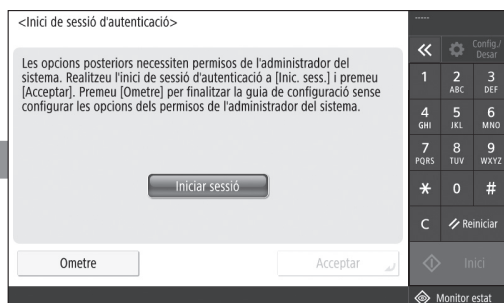 <Inici de sessió d'autenticació>
Les opcions posteriors necessiten permisos de l'administrador del
sistema. Realitzeu l'inici de sessió d'autenticació a [Inic. sess.] i premeu
[Acceptar]. Premeu [Ometre] per finalitzar la guia de configuració sense
configurar les opcions dels permisos de l'administrador del sistema.
Iniciar sessió
Ometre
Acceptar
-----
Config./
Desar
1 2 3
ABC DEF
4 5 6
GHI JKL MNO
7 8 9
PQRS TUV WXYZ
* 0 #
C Reiniciar
Inici
Monitor estat